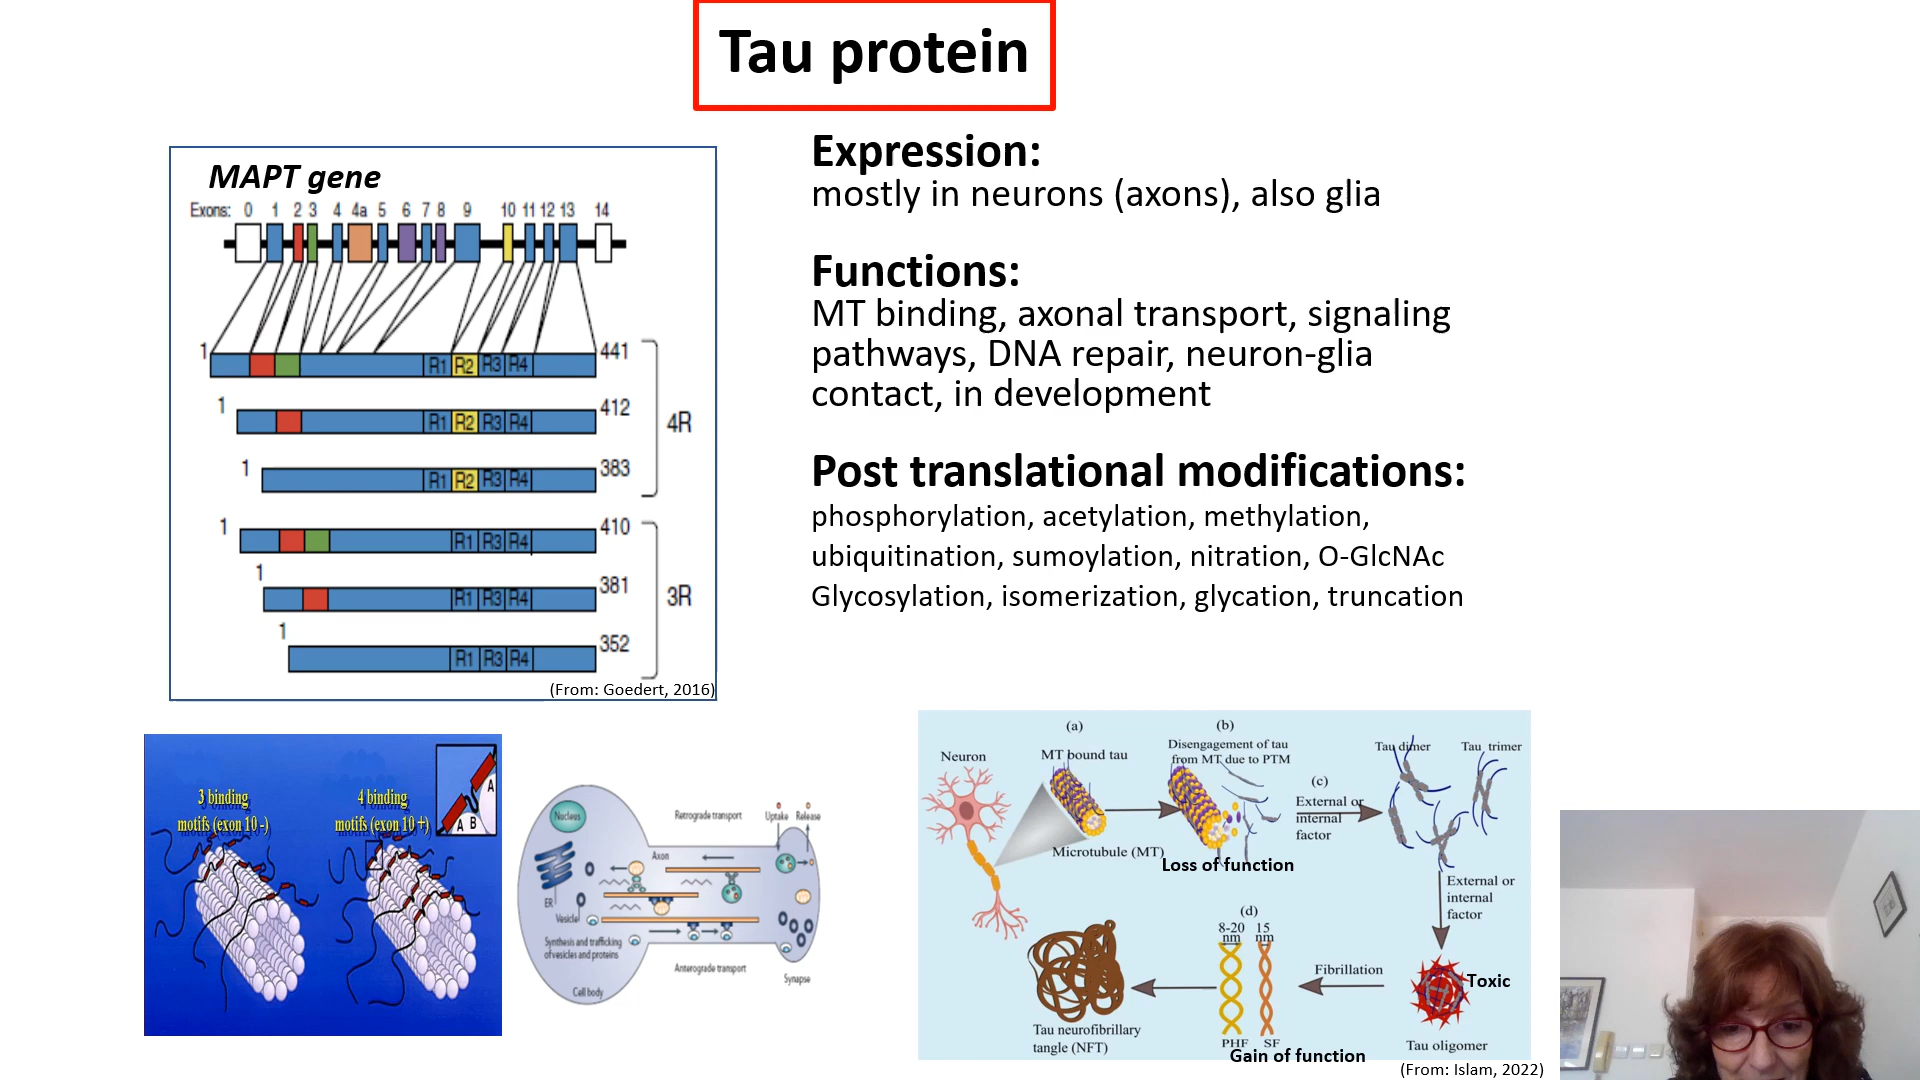 Tau protein
MAPT gene
Exons: 0 1 2 3 4 4a 5 6 7 8 9 10 11 12 13 14
1 R1 R2 R3 R4 441
1 R1 R2 R3 R4 412
1 R1 R2 R3 R4 383
4R
1 R1 R3 R4 410
1 R1 R3 R4 381
1 R1 R3 R4 352
3R
(From: Goedert, 2016)
Expression:
mostly in neurons (axons), also glia
Functions:
MT binding, axonal transport, signaling
pathways, DNA repair, neuron-glia
contact, in development
Post translational modifications:
phosphorylation, acetylation, methylation,
ubiquitination, sumoylation, nitration, O-GlcNAc
Glycosylation, isomerization, glycation, truncation
3 binding
motifs (exon 10 -)
4 binding
motifs (exon 10 +)
A
A B
Nucleus
ER
Vesicle
Synthesis and trafficking
of vesicles and proteins
Cell body
Axon
Retrograde transport
Anterograde transport
Uptake
Release
Synapse
(a)
Neuron
MT bound tau
Microtubule (MT)
(b)
Disengagement of tau
from MT due to PTM
Loss of function
(c)
External or
internal
factor
Tau dimer
Tau trimer
External or
internal
factor
Toxic
Tau oligomer
Fibrillation
(d)
8-20
nm
15
nm
PHF
SF
Gain of function
Tau neurofibrillary
tangle (NFT)
(From: Islam, 2022)